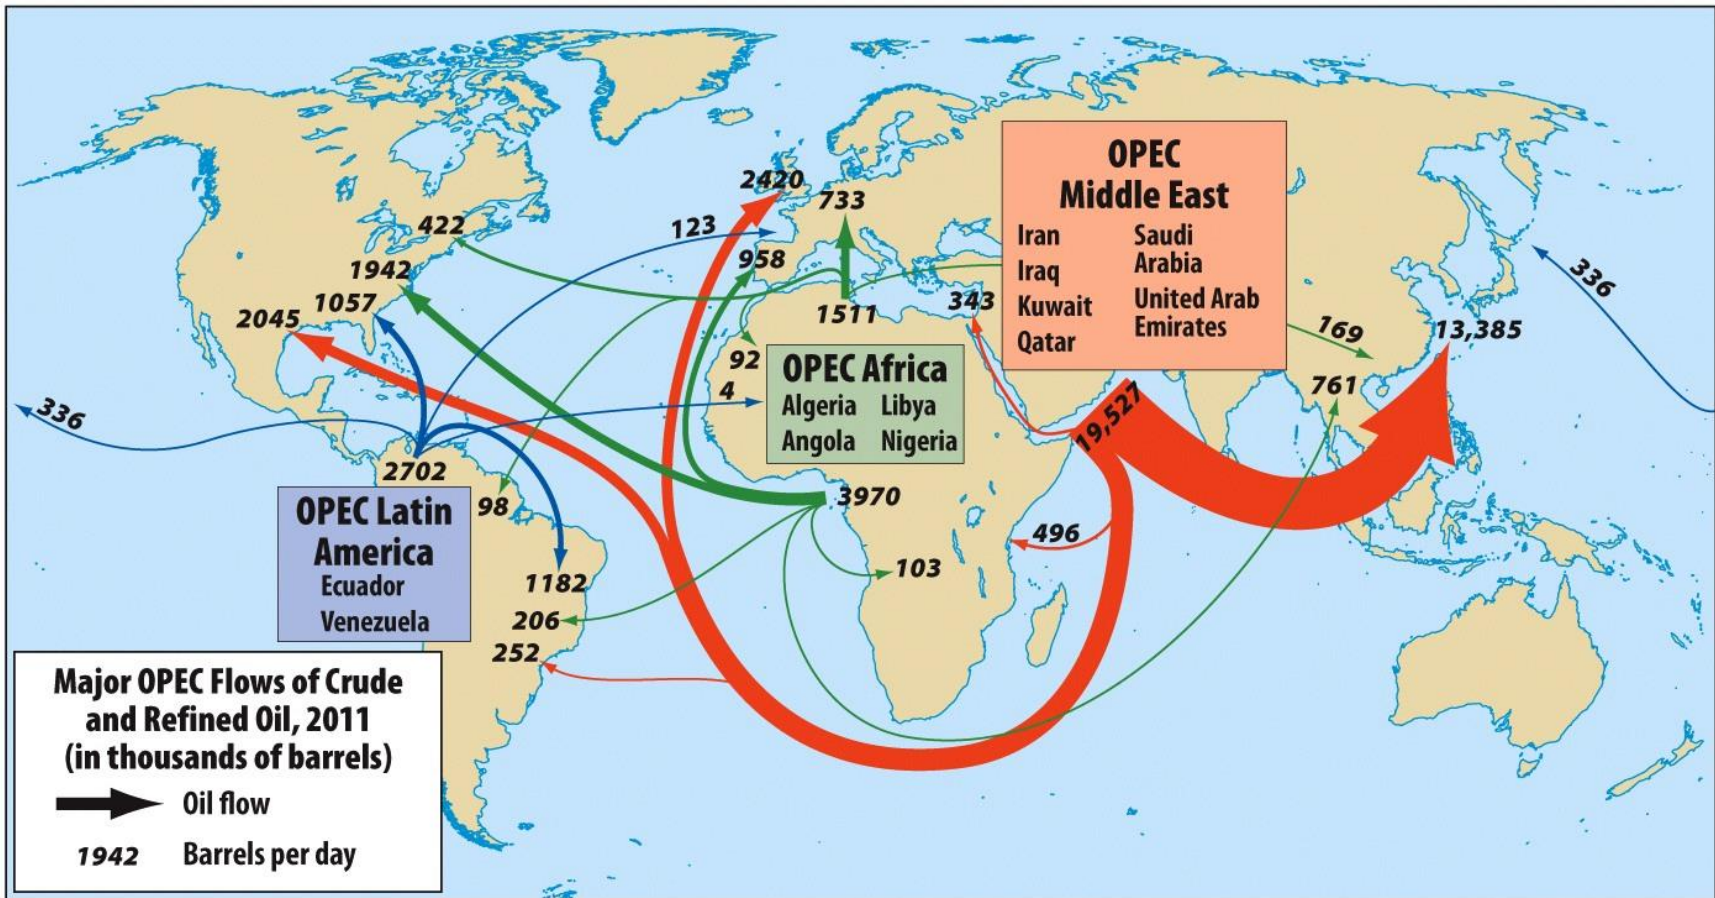 2420
733
OPEC
Middle East
Iran
Iraq
Kuwait
Qatar
Saudi
Arabia
United Arab
Emirates
422
123
1942
958
336
1057
2045
1511
343
169
13,385
92
OPEC Africa
Algeria Libya
Angola Nigeria
4
761
336
19,527
2702
98
OPEC Latin
America
Ecuador
Venezuela
3970
496
103
1182
206
252
Major OPEC Flows of Crude
and Refined Oil, 2011
(in thousands of barrels)
Oil flow
1942 Barrels per day